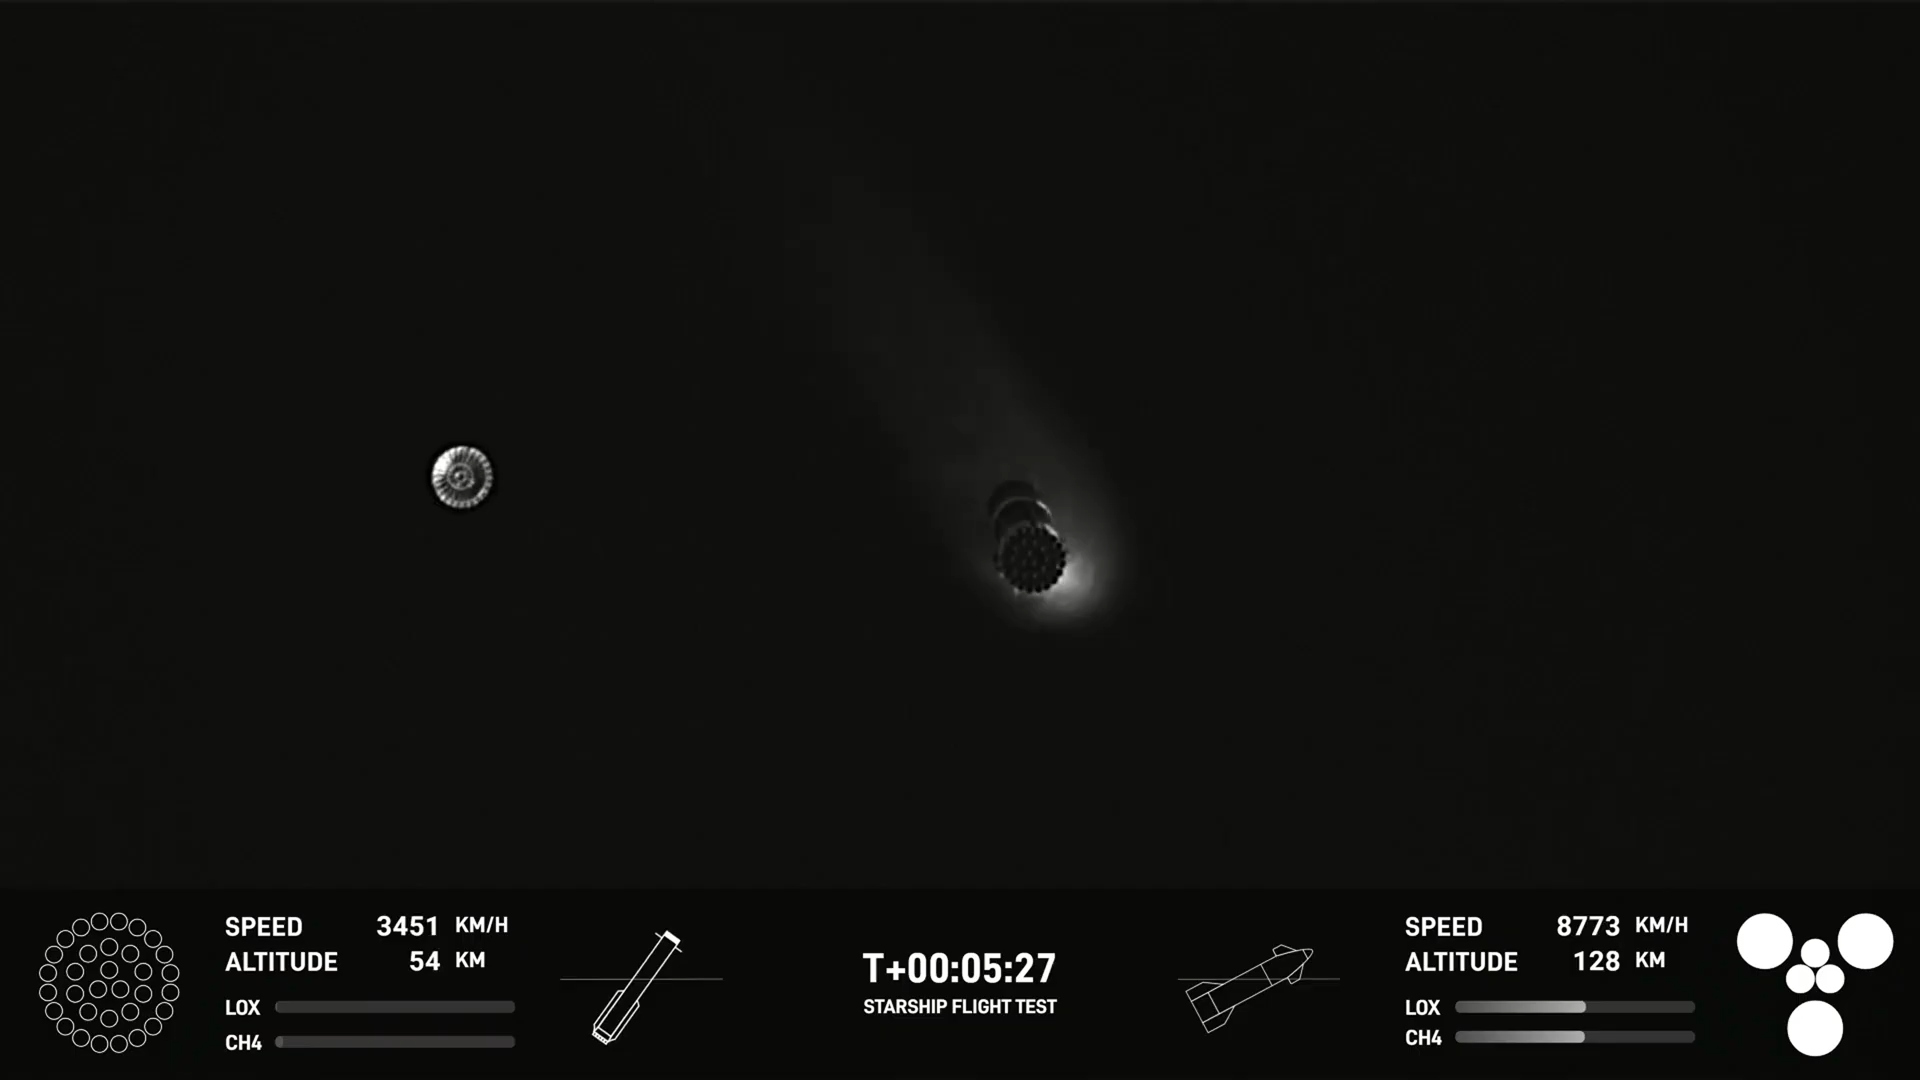 SPEED 3451 KM/H
ALTITUDE 54 KM
LOX
CH4
T+00:05:27
STARSHIP FLIGHT TEST
SPEED 8773 KM/H
ALTITUDE 128 KM
LOX
CH4